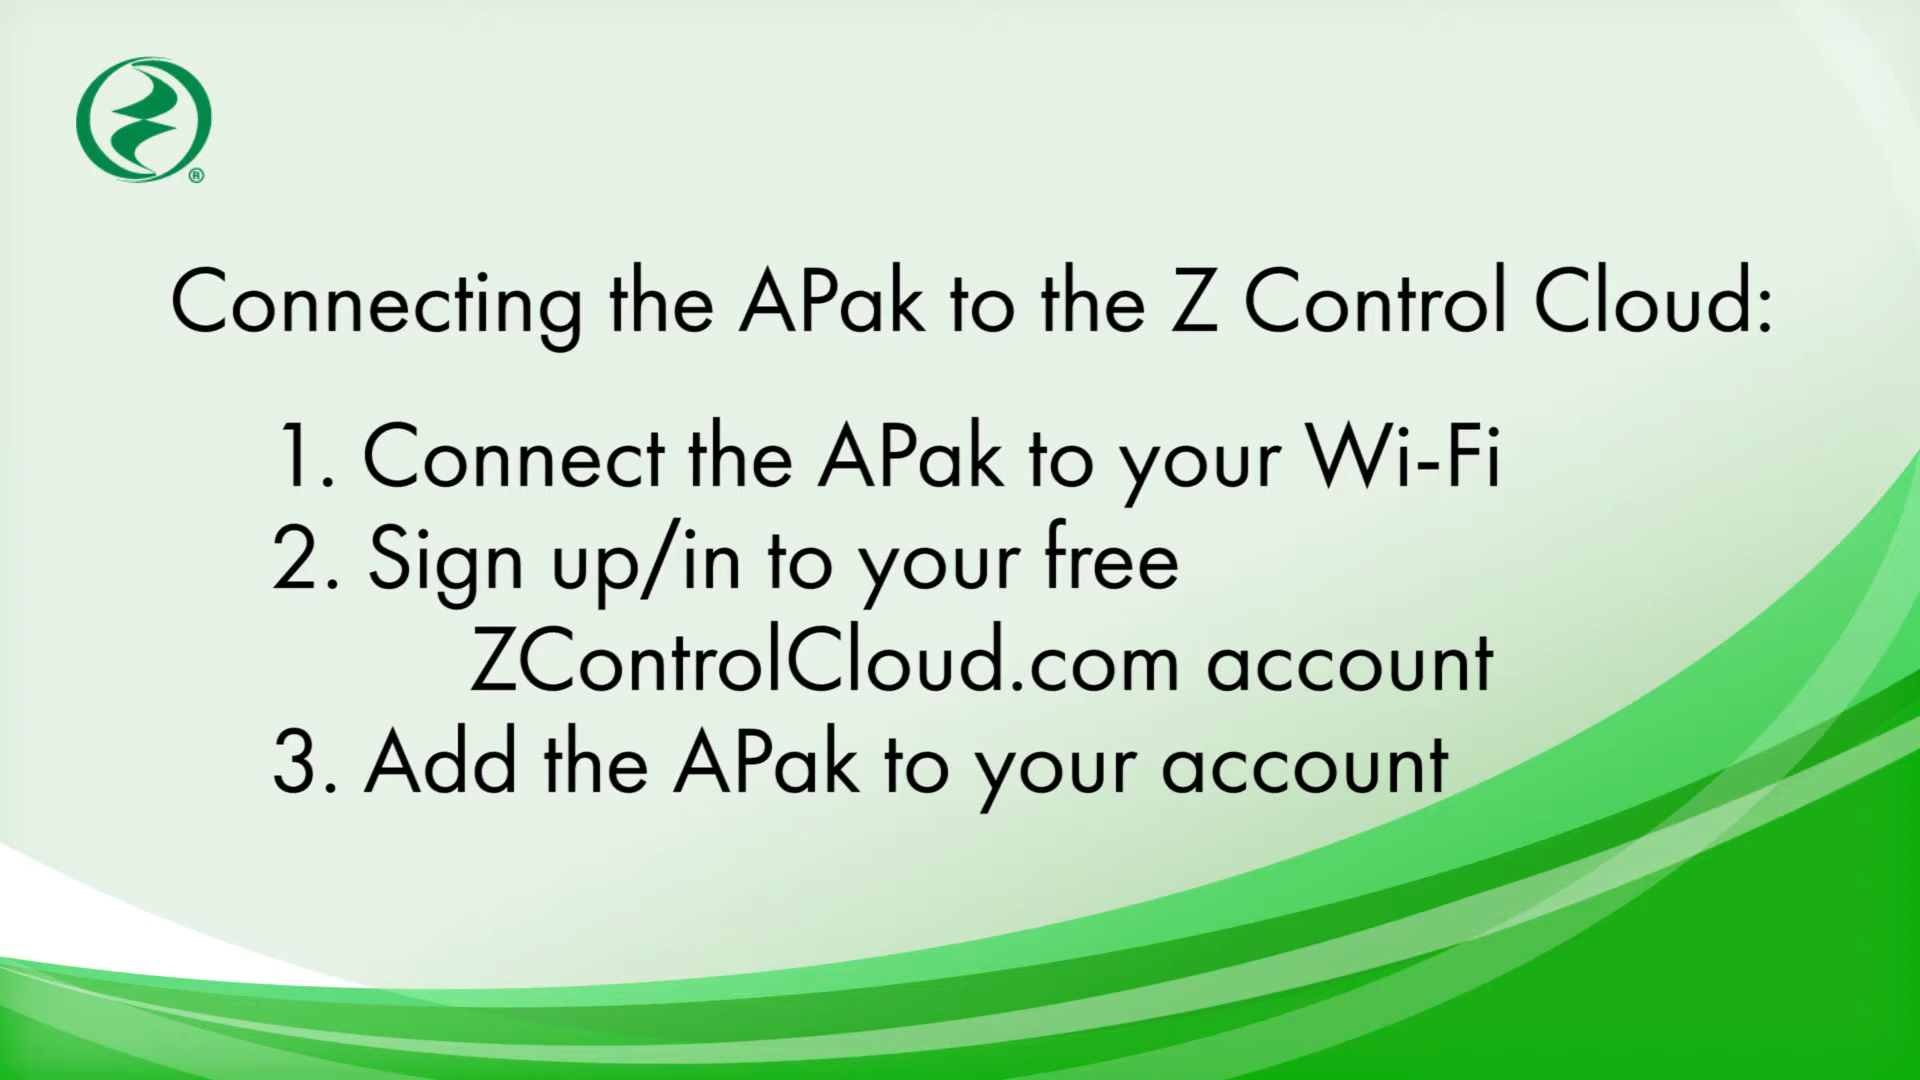 Connecting the APak to the Z Control Cloud:
1. Connect the APak to your Wi-Fi
2. Sign up/in to your free
ZControlCloud.com account
3. Add the APak to your account
®